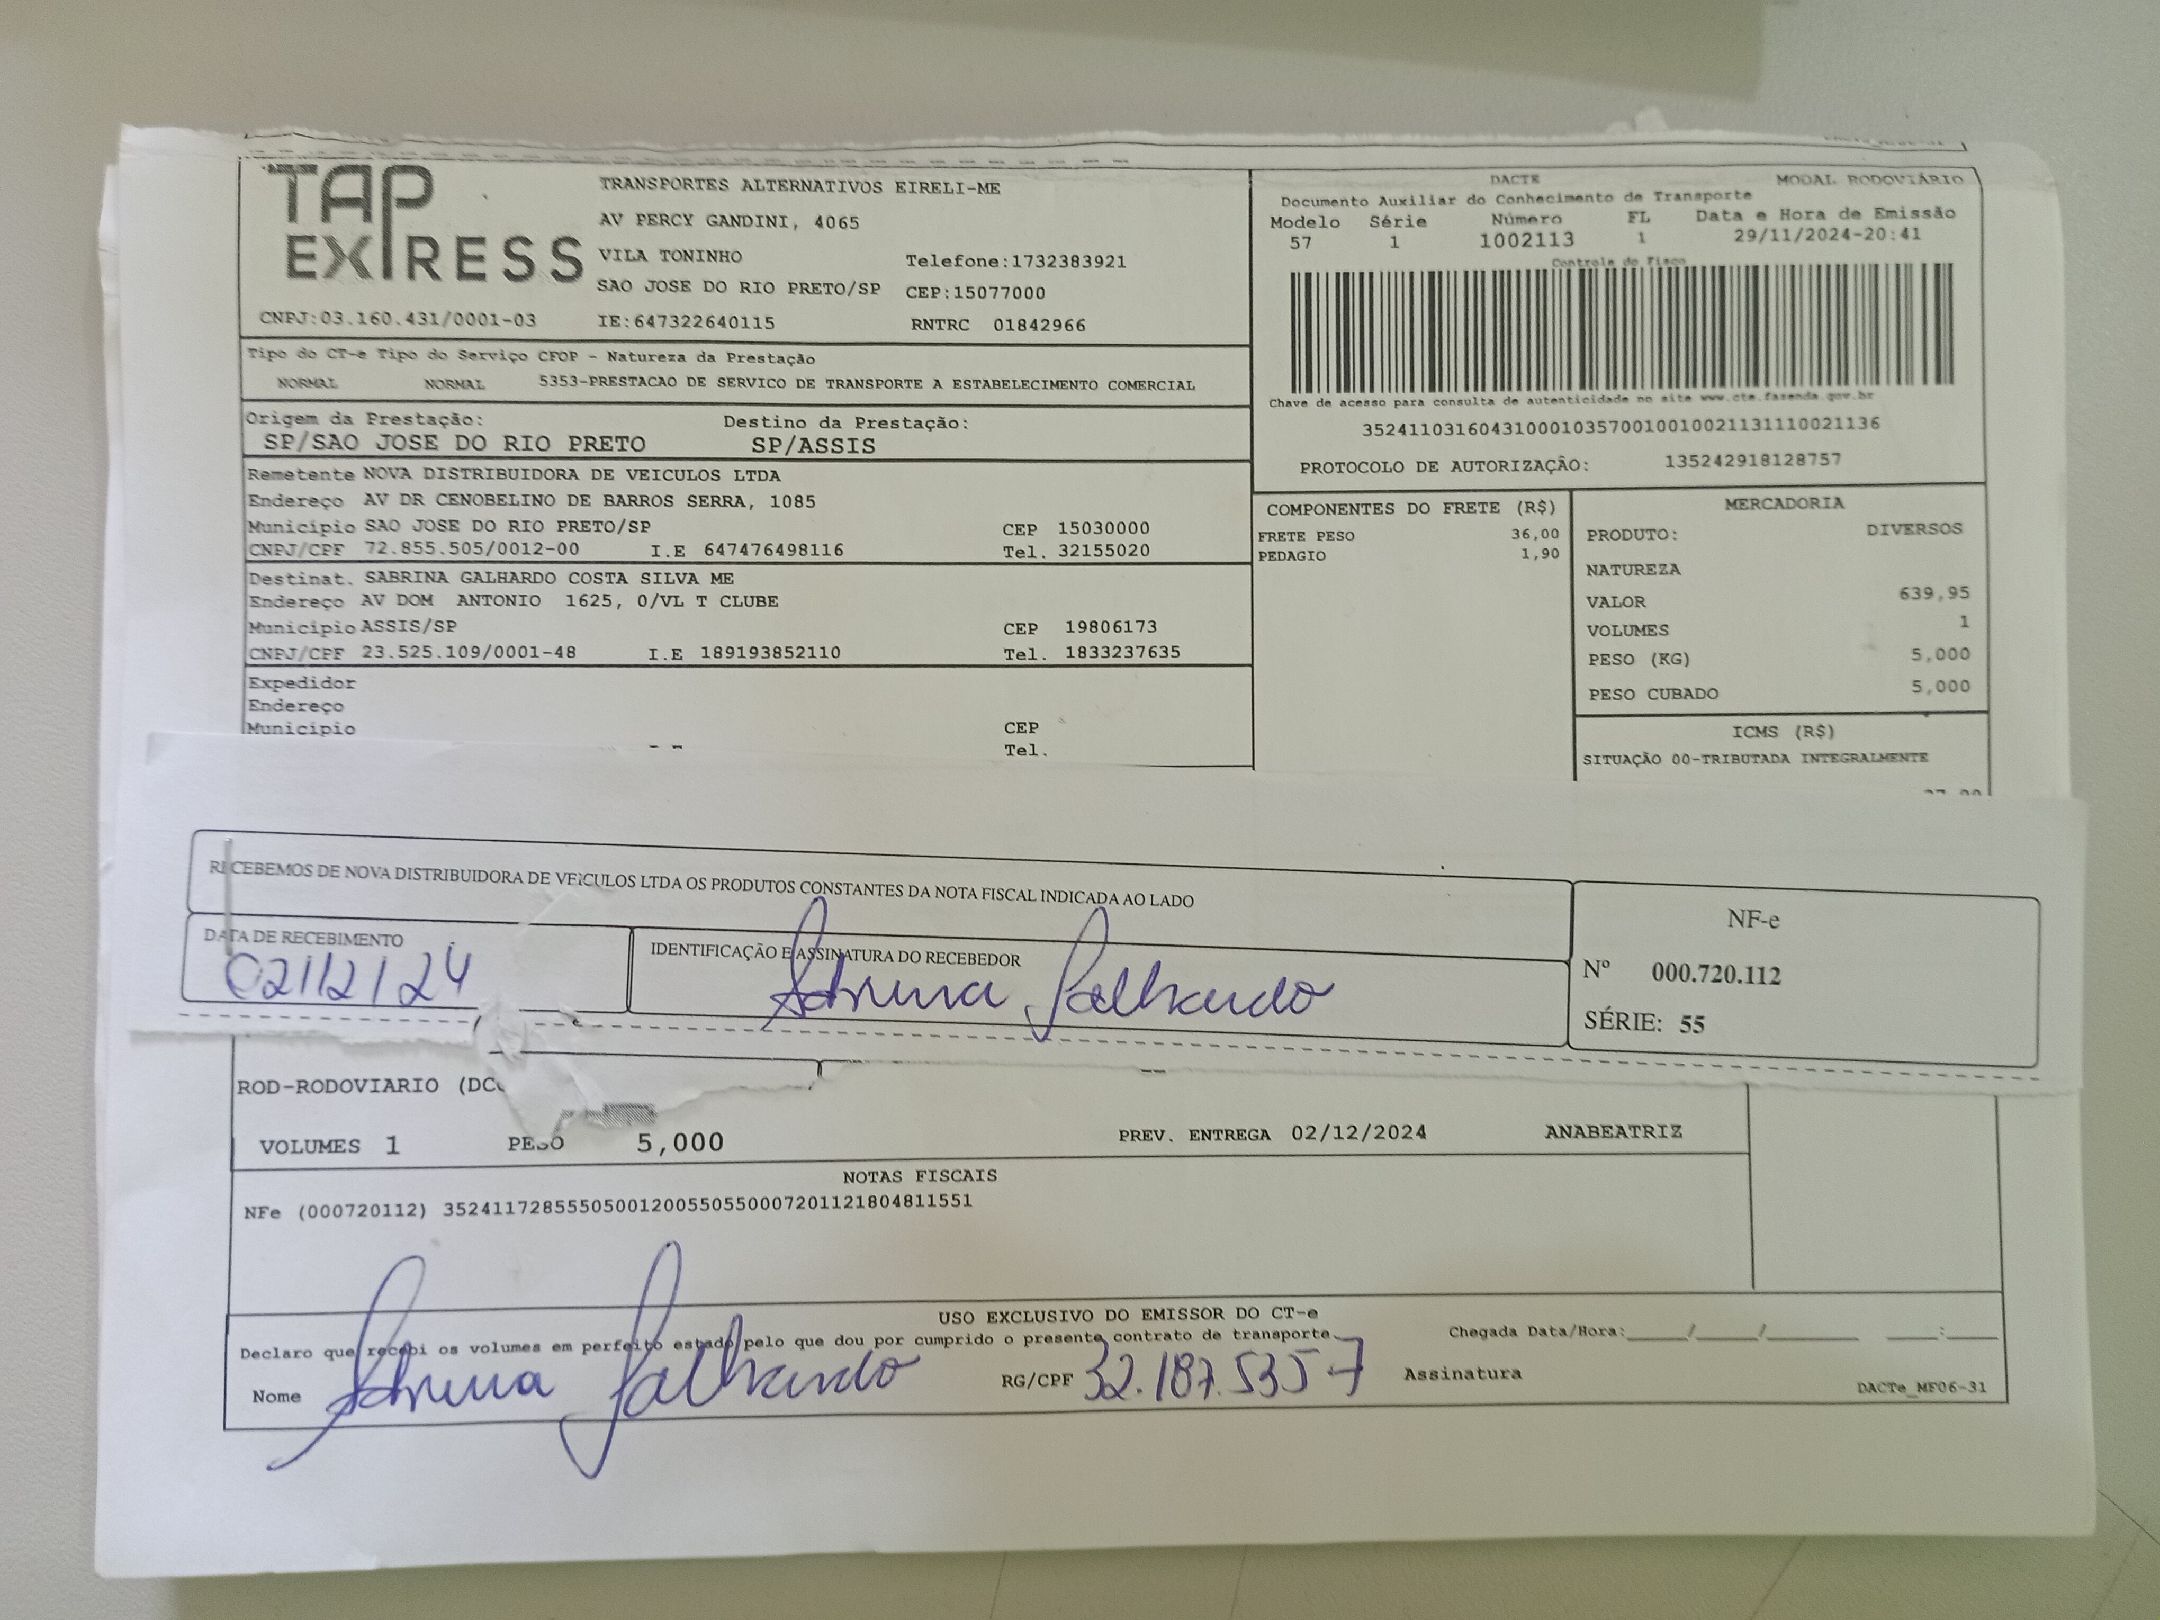 TAP EXPRESS
TRANSPORTES ALTERNATIVOS EIRELI-ME
AV PERCY GANDINI, 4065
VILA TONINHO Telefone:1732383921
SAO JOSE DO RIO PRETO/SP CEP:15077000
CNPJ:03.160.431/0001-03 IE:647322640115 RNTRC 01842966
DACTE MODAL RODOVIÁRIO
Documento Auxiliar do Conhecimento de Transporte
Modelo Série Número FL Data e Hora de Emissão
57 1 1002113 1 29/11/2024-20:41
Controle do Fisco
Chave de acesso para consulta de autenticidade no site www.cte.fazenda.gov.br
35241103160431000103570010010021131110021136
PROTOCOLO DE AUTORIZAÇÃO: 135242918128757
Tipo do CT-e Tipo do Serviço CFOP - Natureza da Prestação
NORMAL NORMAL 5353-PRESTACAO DE SERVICO DE TRANSPORTE A ESTABELECIMENTO COMERCIAL
Origem da Prestação: Destino da Prestação:
SP/SAO JOSE DO RIO PRETO SP/ASSIS
Remetente NOVA DISTRIBUIDORA DE VEICULOS LTDA
Endereço AV DR CENOBELINO DE BARROS SERRA, 1085
Município SAO JOSE DO RIO PRETO/SP CEP 15030000
CNPJ/CPF 72.855.505/0012-00 I.E 647476498116 Tel. 32155020
Destinat. SABRINA GALHARDO COSTA SILVA ME
Endereço AV DOM ANTONIO 1625, 0/VL T CLUBE
Município ASSIS/SP CEP 19806173
CNPJ/CPF 23.525.109/0001-48 I.E 189193852110 Tel. 1833237635
Expedidor
Endereço
Município CEP
Tel.
COMPONENTES DO FRETE (R$)
FRETE PESO 36,00
PEDAGIO 1,90
MERCADORIA
PRODUTO: DIVERSOS
NATUREZA
VALOR 639,95
VOLUMES 1
PESO (KG) 5,000
PESO CUBADO 5,000
ICMS (R$)
SITUAÇÃO 00-TRIBUTADA INTEGRALMENTE
RECEBEMOS DE NOVA DISTRIBUIDORA DE VEICULOS LTDA OS PRODUTOS CONSTANTES DA NOTA FISCAL INDICADA AO LADO
DATA DE RECEBIMENTO IDENTIFICAÇÃO E ASSINATURA DO RECEBEDOR
02/12/24 Sabrina Galhardo
NF-e
Nº 000.720.112
SÉRIE: 55
ROD-RODOVIARIO
VOLUMES 1 PESO 5,000 PREV. ENTREGA 02/12/2024 ANABEATRIZ
NOTAS FISCAIS
NFe (000720112) 35241172855505001200550550007201121804811551
USO EXCLUSIVO DO EMISSOR DO CT-e
Declaro que recebi os volumes em perfeito estado pelo que dou por cumprido o presente contrato de transporte. Chegada Data/Hora:____/____/______ ___:___
Nome Sabrina Galhardo RG/CPF 32.187.535-7 Assinatura
DACTe_MF06-31